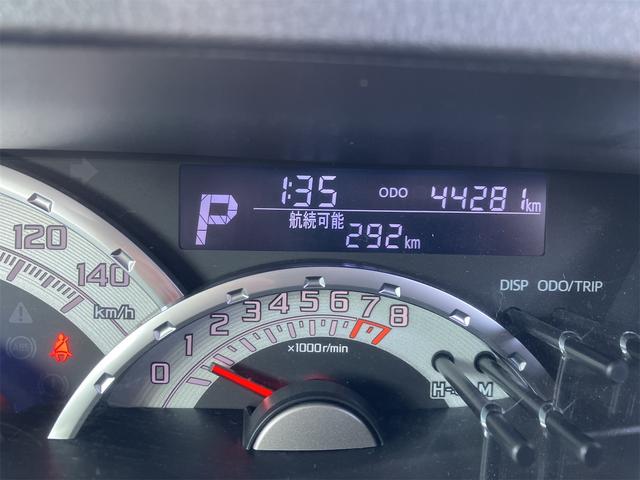 P
1:35 ODO 44281km
航続可能
292km
DISP ODO/TRIP
120
140
km/h
0 1 2 3 4 5 6 7 8
×1000r/min